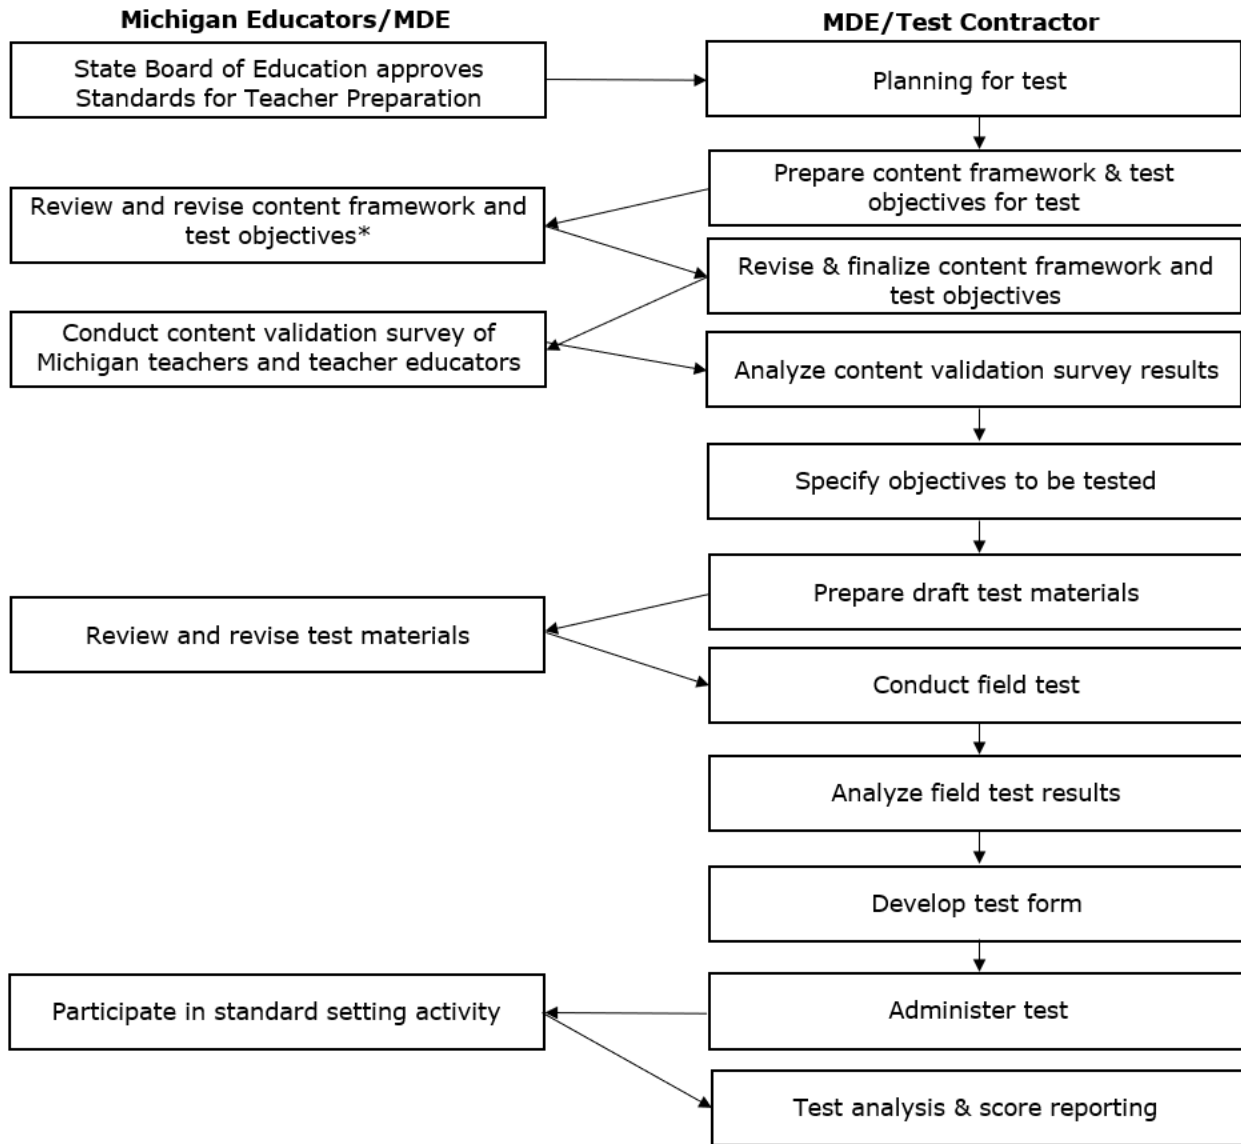 Michigan Educators/MDE
MDE/Test Contractor
State Board of Education approves
Standards for Teacher Preparation
Planning for test
Prepare content framework & test
objectives for test
Review and revise content framework and
test objectives*
Revise & finalize content framework and
test objectives
Conduct content validation survey of
Michigan teachers and teacher educators
Analyze content validation survey results
Specify objectives to be tested
Prepare draft test materials
Review and revise test materials
Conduct field test
Analyze field test results
Develop test form
Administer test
Participate in standard setting activity
Test analysis & score reporting